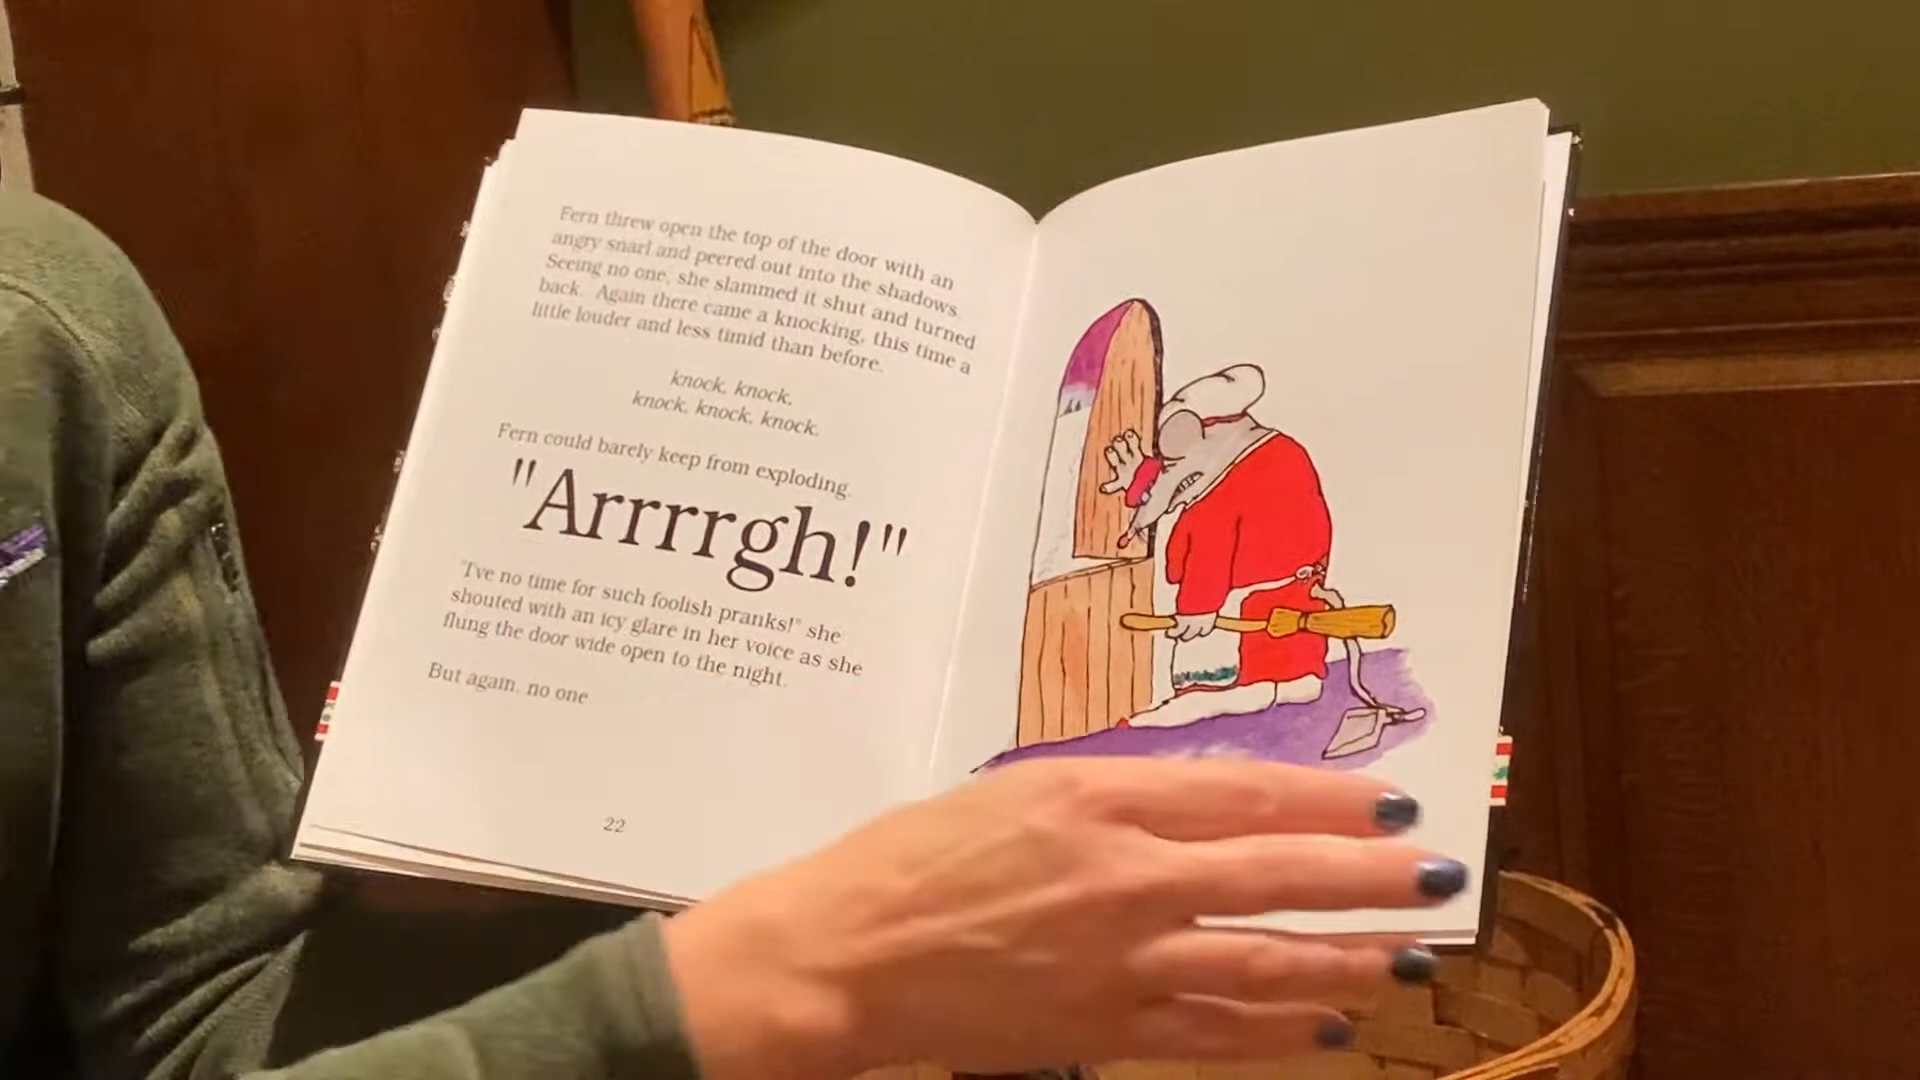 Fern threw open the top of the door with an
angry snarl and peered out into the shadows.
Seeing no one, she slammed it shut and turned
back. Again there came a knocking, this time a
little louder and less timid than before.
knock, knock,
knock, knock, knock.
Fern could barely keep from exploding.
"Arrrrgh!"
"I've no time for such foolish pranks!" she
shouted with an icy glare in her voice as she
flung the door wide open to the night.
But again, no one
22